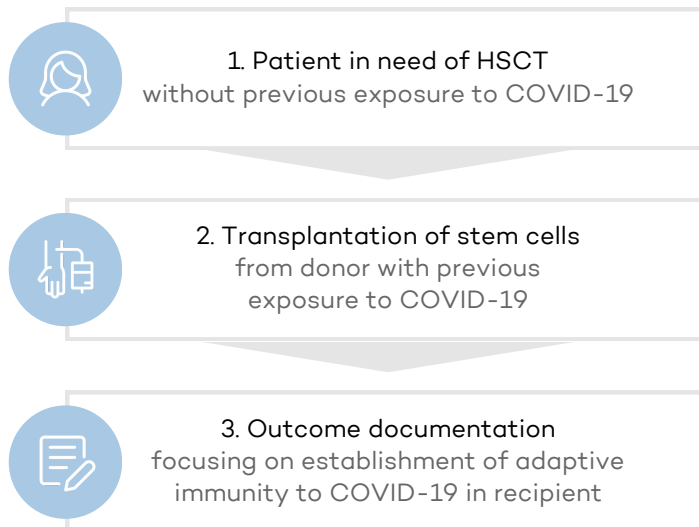 1. Patient in need of HSCT
without previous exposure to COVID-19
2. Transplantation of stem cells
from donor with previous
exposure to COVID-19
3. Outcome documentation
focusing on establishment of adaptive
immunity to COVID-19 in recipient